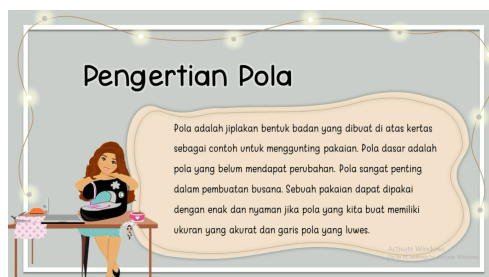 Pengertian Pola
Pola adalah jiplakan bentuk badan yang dibuat di atas kertas
sebagai contoh untuk menggunting pakaian. Pola dasar adalah
pola yang belum mendapat perubahan. Pola sangat penting
dalam pembuatan busana. Sebuah pakaian dapat dipakai
dengan enak dan nyaman jika pola yang kita buat memiliki
ukuran yang akurat dan garis pola yang luwes.
Activate Windows